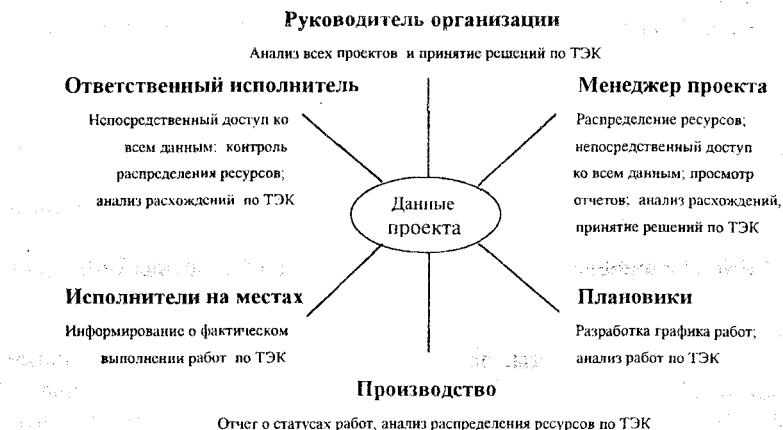 Руководитель организации
Анализ всех проектов и принятие решений по ТЭК
Ответственный исполнитель
Непосредственный доступ ко
всем данным: контроль
распределения ресурсов;
анализ расхождений по ТЭК
Менеджер проекта
Распределение ресурсов;
непосредственный доступ
ко всем данным; просмотр
отчетов; анализ расхождений,
принятие решений по ТЭК
Данные
проекта
Исполнители на местах
Информирование о фактическом
выполнении работ по ТЭК
Плановики
Разработка графика работ;
анализ работ по ТЭК
Производство
Отчет о статусах работ, анализ распределения ресурсов по ТЭК